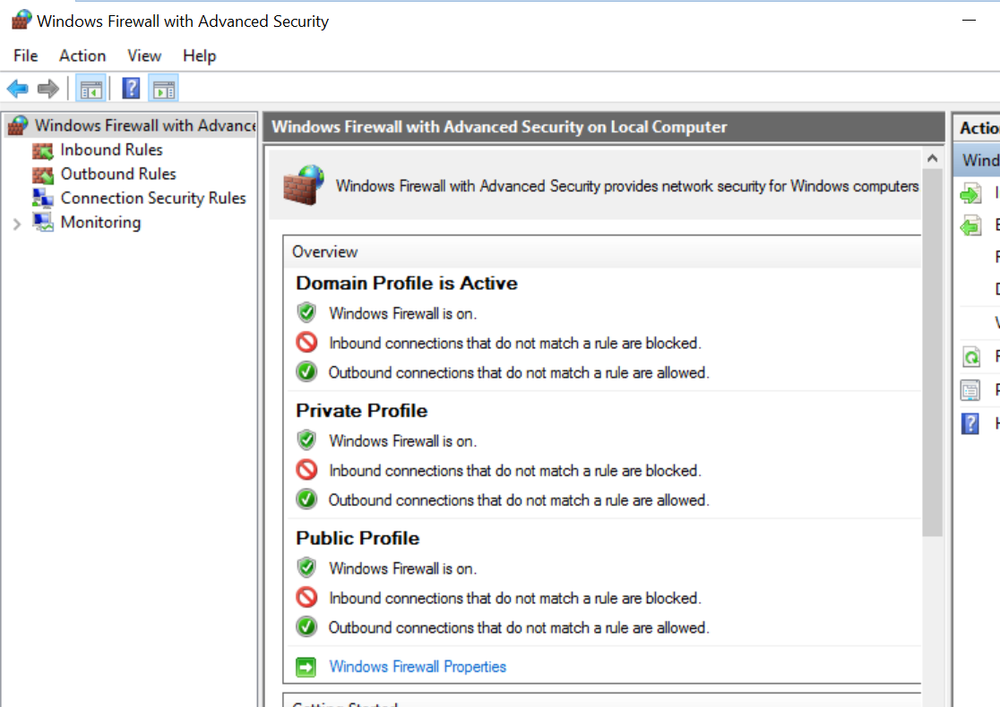 Windows Firewall with Advanced Security
File Action View Help
Windows Firewall with Advance
Inbound Rules
Outbound Rules
Connection Security Rules
Monitoring
Windows Firewall with Advanced Security on Local Computer
Windows Firewall with Advanced Security provides network security for Windows computers
Overview
Domain Profile is Active
Windows Firewall is on.
Inbound connections that do not match a rule are blocked.
Outbound connections that do not match a rule are allowed.
Private Profile
Windows Firewall is on.
Inbound connections that do not match a rule are blocked.
Outbound connections that do not match a rule are allowed.
Public Profile
Windows Firewall is on.
Inbound connections that do not match a rule are blocked.
Outbound connections that do not match a rule are allowed.
Windows Firewall Properties
Getting Started
Actio
Wind